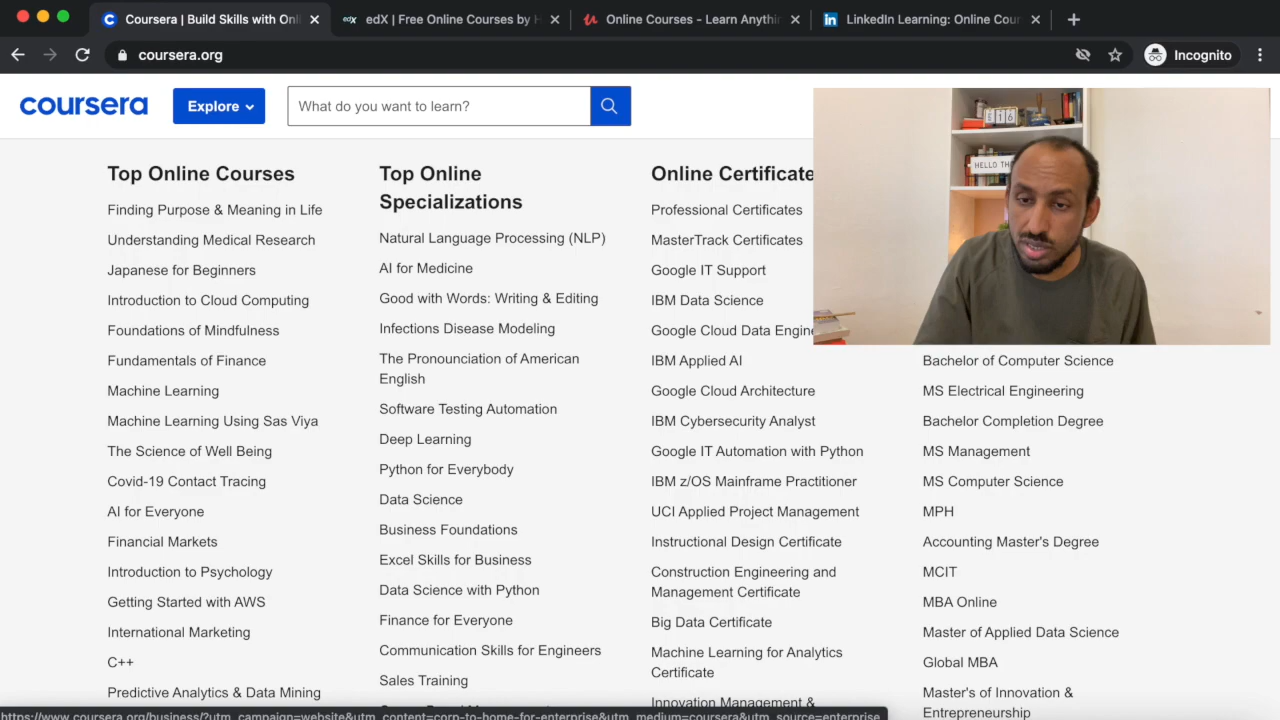 Coursera | Build Skills with Onli
edX | Free Online Courses by H
Online Courses - Learn Anythin
LinkedIn Learning: Online Cour
coursera.org
Incognito
coursera
Explore
What do you want to learn?
Top Online Courses
Finding Purpose & Meaning in Life
Understanding Medical Research
Japanese for Beginners
Introduction to Cloud Computing
Foundations of Mindfulness
Fundamentals of Finance
Machine Learning
Machine Learning Using Sas Viya
The Science of Well Being
Covid-19 Contact Tracing
AI for Everyone
Financial Markets
Introduction to Psychology
Getting Started with AWS
International Marketing
C++
Predictive Analytics & Data Mining
Top Online
Specializations
Natural Language Processing (NLP)
AI for Medicine
Good with Words: Writing & Editing
Infections Disease Modeling
The Pronounciation of American
English
Software Testing Automation
Deep Learning
Python for Everybody
Data Science
Business Foundations
Excel Skills for Business
Data Science with Python
Finance for Everyone
Communication Skills for Engineers
Sales Training
Online Certificate
Professional Certificates
MasterTrack Certificates
Google IT Support
IBM Data Science
Google Cloud Data Engine
IBM Applied AI
Google Cloud Architecture
IBM Cybersecurity Analyst
Google IT Automation with Python
IBM z/OS Mainframe Practitioner
UCI Applied Project Management
Instructional Design Certificate
Construction Engineering and
Management Certificate
Big Data Certificate
Machine Learning for Analytics
Certificate
Innovation Management &
HELLO TH
16
Bachelor of Computer Science
MS Electrical Engineering
Bachelor Completion Degree
MS Management
MS Computer Science
MPH
Accounting Master's Degree
MCIT
MBA Online
Master of Applied Data Science
Global MBA
Master's of Innovation &
Entrepreneurship
https://www.coursera.org/business/?utm_campaign=website&utm_content=corp-to-home-for-enterprise&utm_medium=coursera&utm_source=enterprise